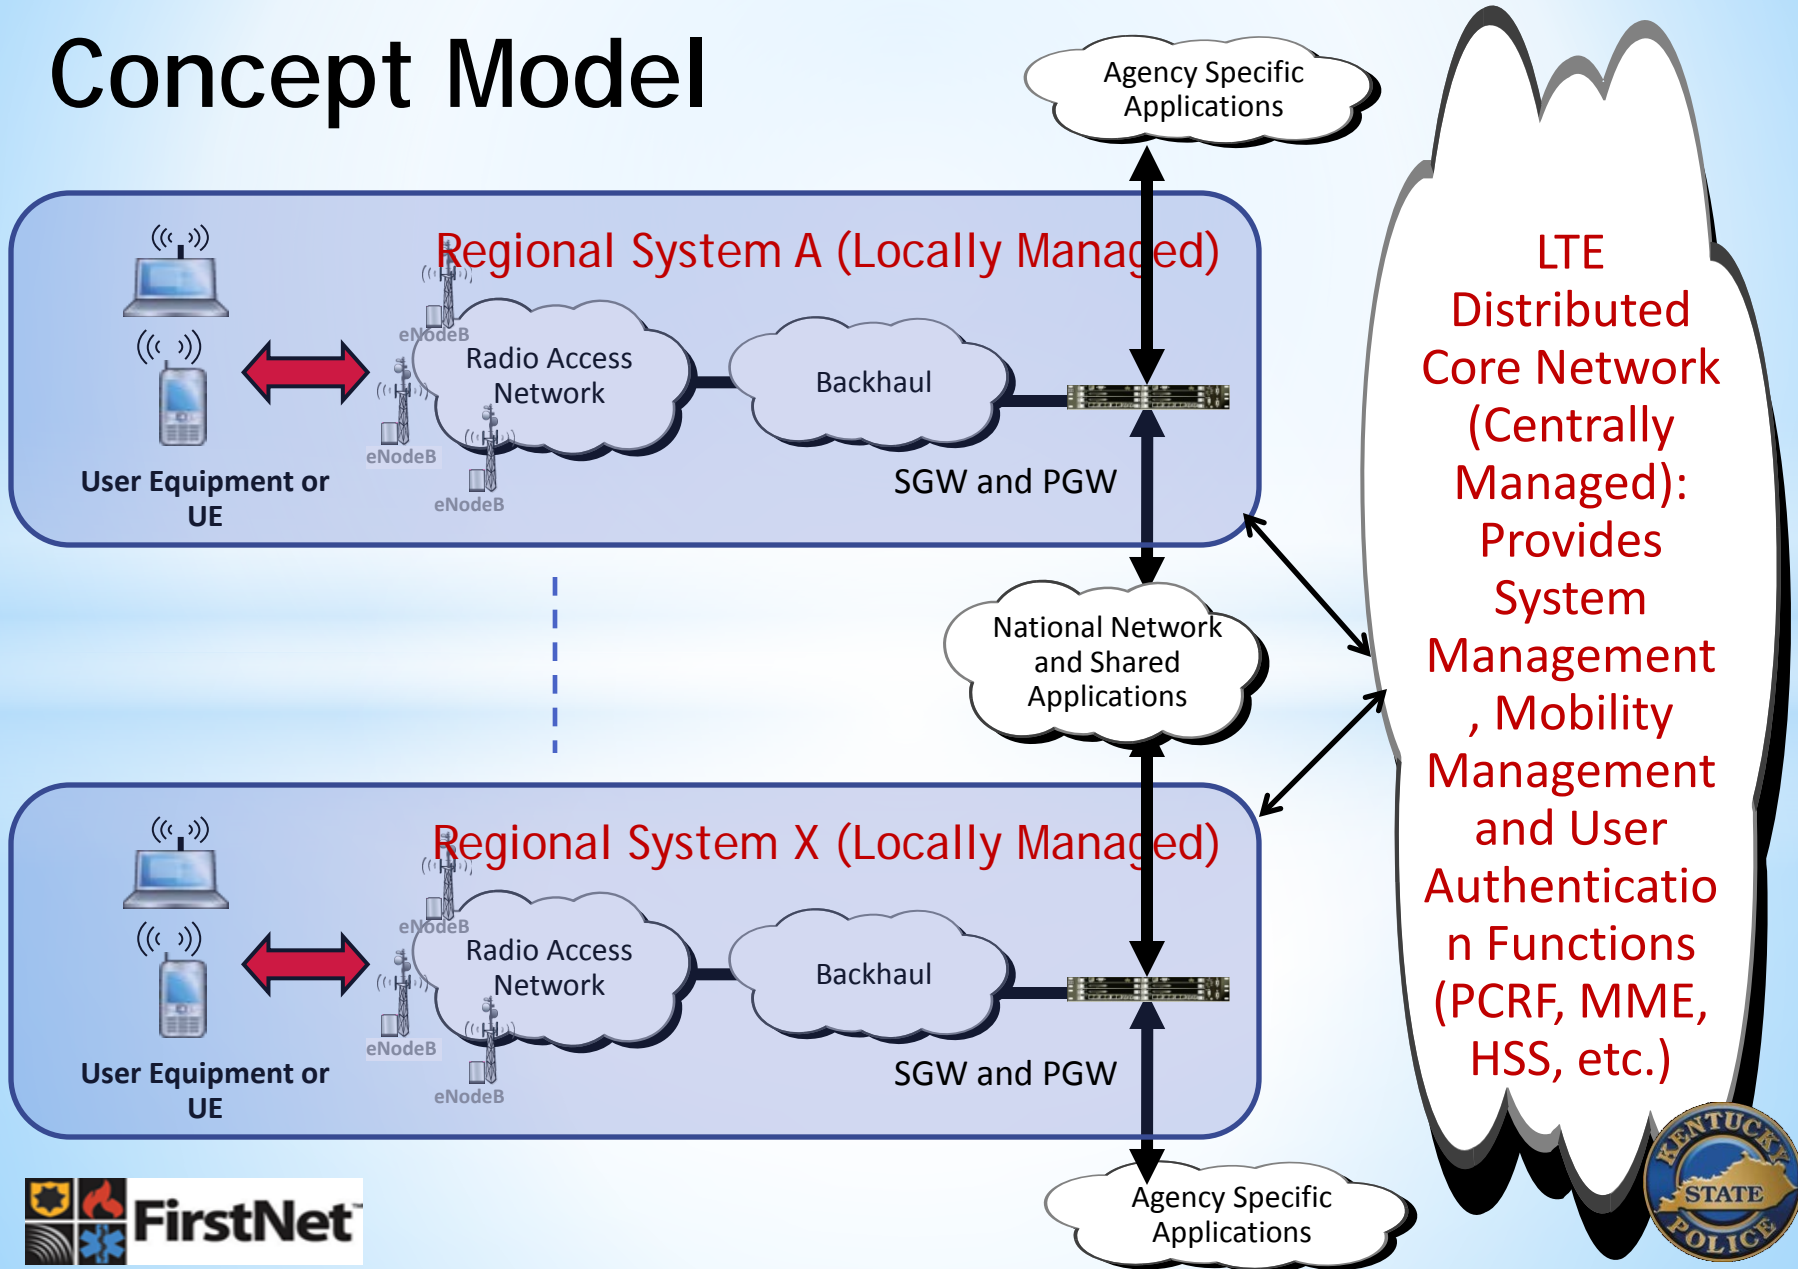 Concept Model
Agency Specific
Applications
Regional System A (Locally Managed)
eNodeB
Radio Access
Network
Backhaul
eNodeB
SGW and PGW
eNodeB
User Equipment or
UE
National Network
and Shared
Applications
Regional System X (Locally Managed)
eNodeB
Radio Access
Network
Backhaul
eNodeB
SGW and PGW
eNodeB
User Equipment or
UE
Agency Specific
Applications
LTE
Distributed
Core Network
(Centrally
Managed):
Provides
System
Management
, Mobility
Management
and User
Authenticatio
n Functions
(PCRF, MME,
HSS, etc.)
FirstNet™
KENTUCKY
STATE
POLICE